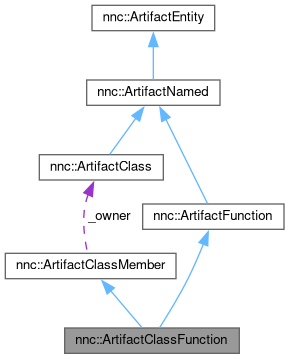 nnc::ArtifactEntity
nnc::ArtifactNamed
nnc::ArtifactClass
nnc::ArtifactFunction
_owner
nnc::ArtifactClassMember
nnc::ArtifactClassFunction